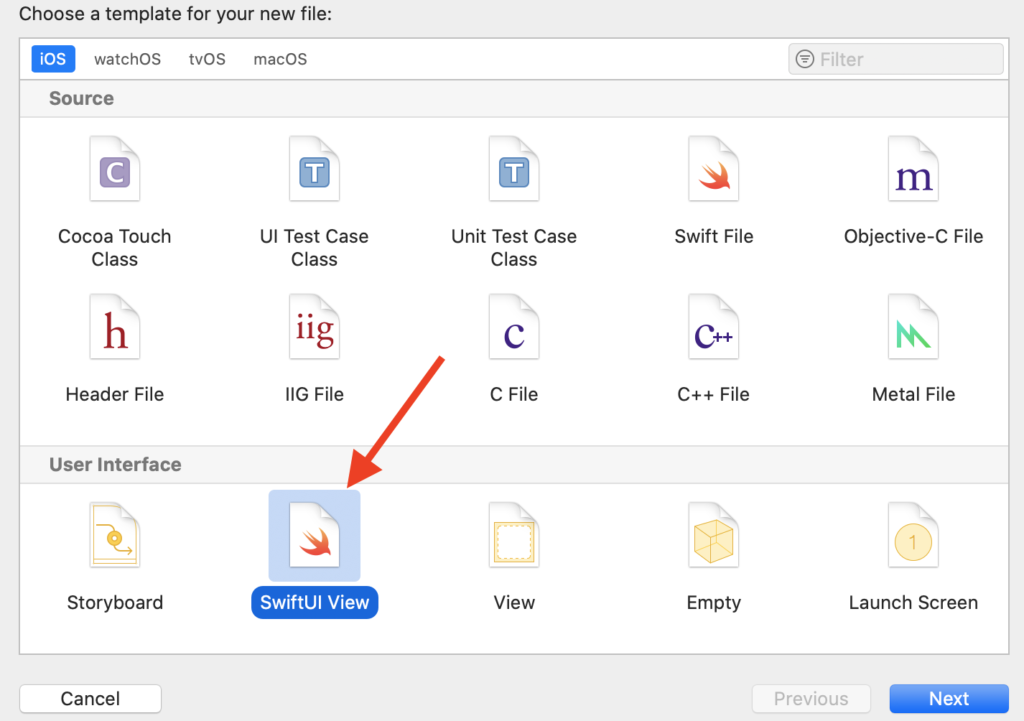 Choose a template for your new file:
iOS watchOS tvOS macOS Filter
Source
C T T m
Cocoa Touch Class
UI Test Case Class
Unit Test Case Class
Swift File
Objective-C File
h iig c C++
Header File
IIG File
C File
C++ File
Metal File
User Interface
1
Storyboard
SwiftUI View
View
Empty
Launch Screen
Cancel Previous Next